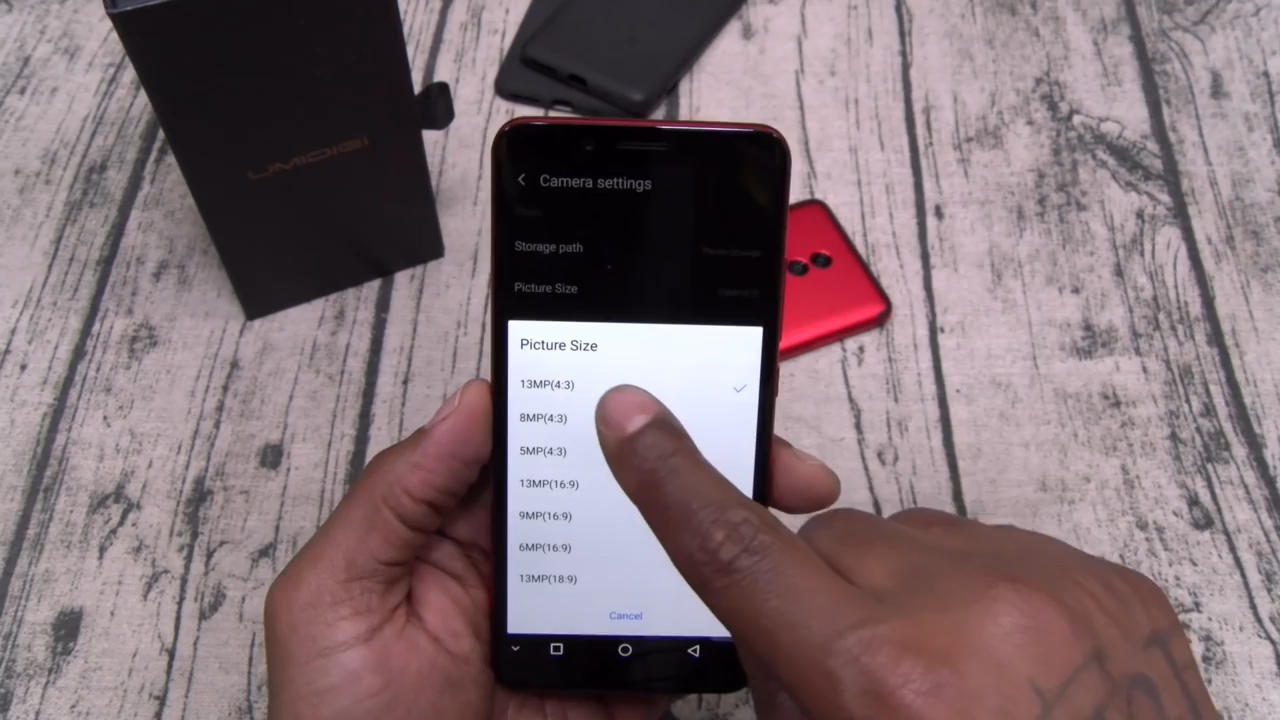 UMIDIGI
Camera settings
Storage path
Picture Size
Picture Size
13MP(4:3)
8MP(4:3)
5MP(4:3)
13MP(16:9)
9MP(16:9)
6MP(16:9)
13MP(18:9)
Cancel